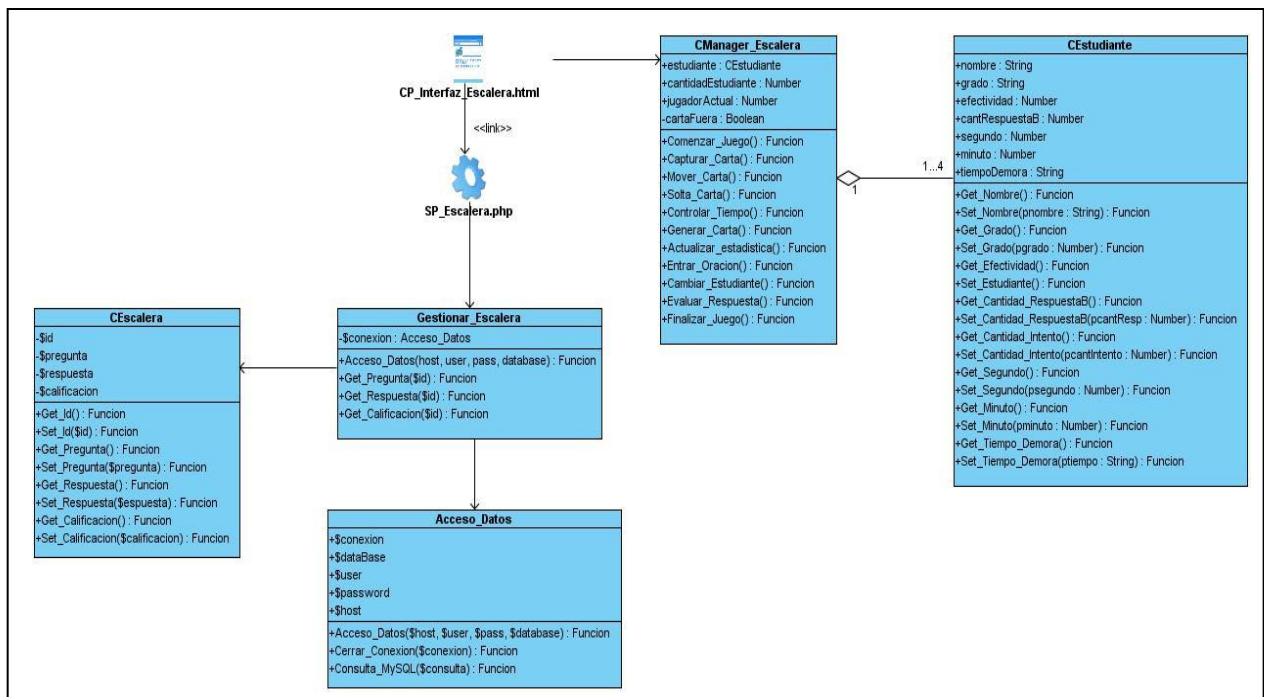 CP_Interfaz_Escalera.html
<<link>>
SP_Escalera.php
CManager_Escalera
+estudiante : CEstudiante
+cantidadEstudiante : Number
+jugadorActual : Number
-cartaFuera : Boolean
+Comenzar_Juego() : Funcion
+Capturar_Carta() : Funcion
+Mover_Carta() : Funcion
+Solta_Carta() : Funcion
+Controlar_Tiempo() : Funcion
+Generar_Carta() : Funcion
+Actualizar_estadistica() : Funcion
+Entrar_Oracion() : Funcion
+Cambiar_Estudiante() : Funcion
+Evaluar_Respuesta() : Funcion
+Finalizar_Juego() : Funcion
1
1...4
CEstudiante
+nombre : String
+grado : String
+efectividad : Number
+cantRespuestaB : Number
+segundo : Number
+minuto : Number
+tiempoDemora : String
+Get_Nombre() : Funcion
+Set_Nombre(pnombre : String) : Funcion
+Get_Grado() : Funcion
+Set_Grado(pgrado : Number) : Funcion
+Get_Efectividad() : Funcion
+Set_Estudiante() : Funcion
+Get_Cantidad_RespuestaB() : Funcion
+Set_Cantidad_RespuestaB(pcantResp : Number) : Funcion
+Get_Cantidad_Intento() : Funcion
+Set_Cantidad_Intento(pcantIntento : Number) : Funcion
+Get_Segundo() : Funcion
+Set_Segundo(psegundo : Number) : Funcion
+Get_Minuto() : Funcion
+Set_Minuto(pminuto : Number) : Funcion
+Get_Tiempo_Demora() : Funcion
+Set_Tiempo_Demora(ptiempo : String) : Funcion
CEscalera
-$id
-$pregunta
-$respuesta
-$calificacion
+Get_Id() : Funcion
+Set_Id($id) : Funcion
+Get_Pregunta() : Funcion
+Set_Pregunta($pregunta) : Funcion
+Get_Respuesta() : Funcion
+Set_Respuesta($espuesta) : Funcion
+Get_Calificacion() : Funcion
+Set_Calificacion($calificacion) : Funcion
Gestionar_Escalera
-$conexion : Acceso_Datos
+Acceso_Datos(host, user, pass, database) : Funcion
+Get_Pregunta($id) : Funcion
+Get_Respuesta($id) : Funcion
+Get_Calificacion($id) : Funcion
Acceso_Datos
+$conexion
+$dataBase
+$user
+$password
+$host
+Acceso_Datos($host, $user, $pass, $database) : Funcion
+Cerrar_Conexion($conexion) : Funcion
+Consulta_MySQL($consulta) : Funcion